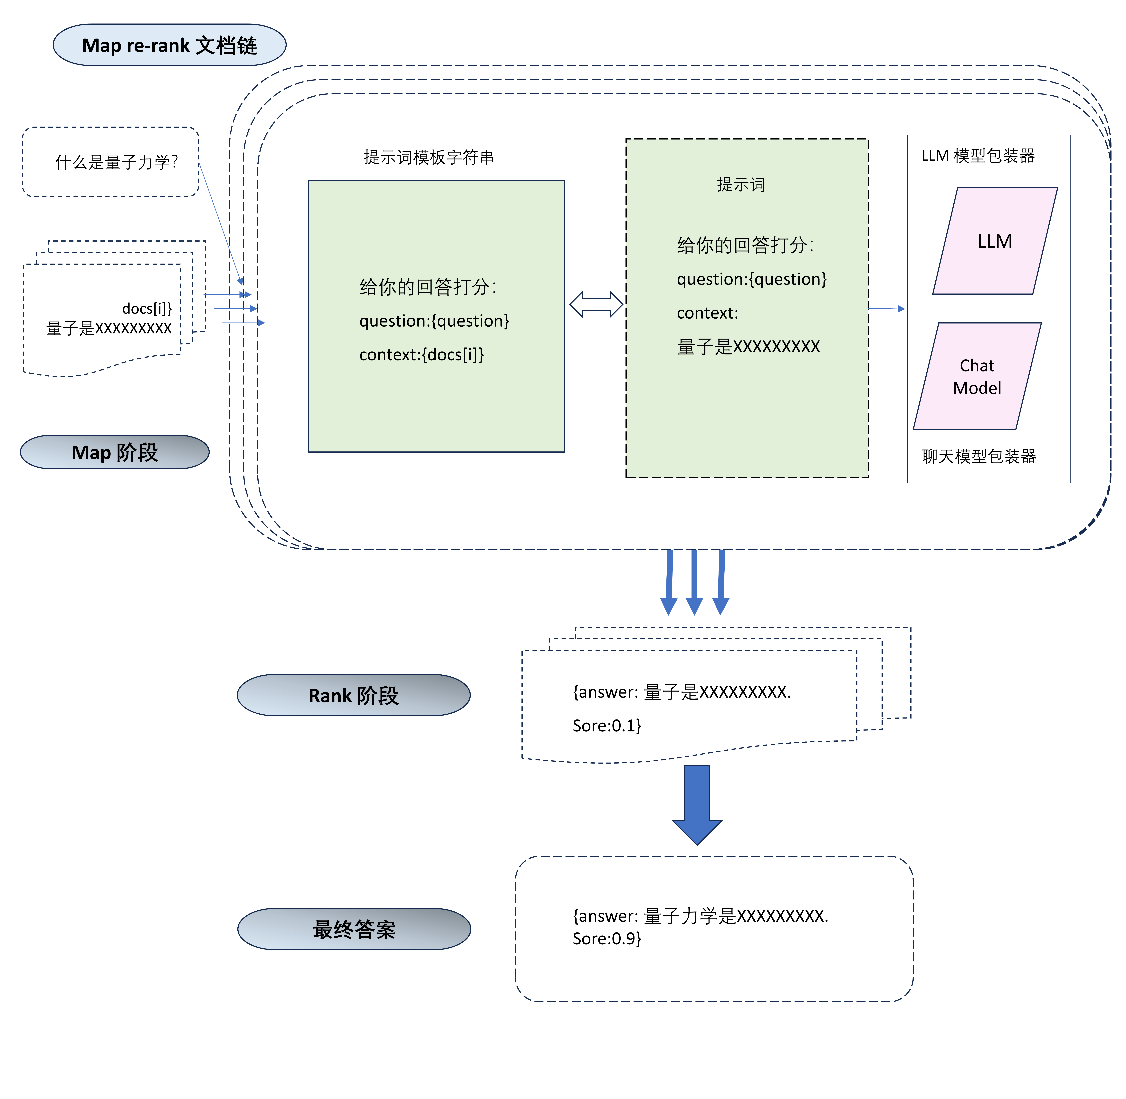 Map re-rank 文档链
什么是量子力学?
docs[i]}
量子是XXXXXXXXX
Map 阶段
提示词模板字符串
给你的回答打分:
question:{question}
context:{docs[i]}
提示词
给你的回答打分:
question:{question}
context:
量子是XXXXXXXXX
LLM 模型包装器
LLM
Chat
Model
聊天模型包装器
Rank 阶段
{answer: 量子是XXXXXXXXX.
Sore:0.1}
最终答案
{answer: 量子力学是XXXXXXXXX.
Sore:0.9}